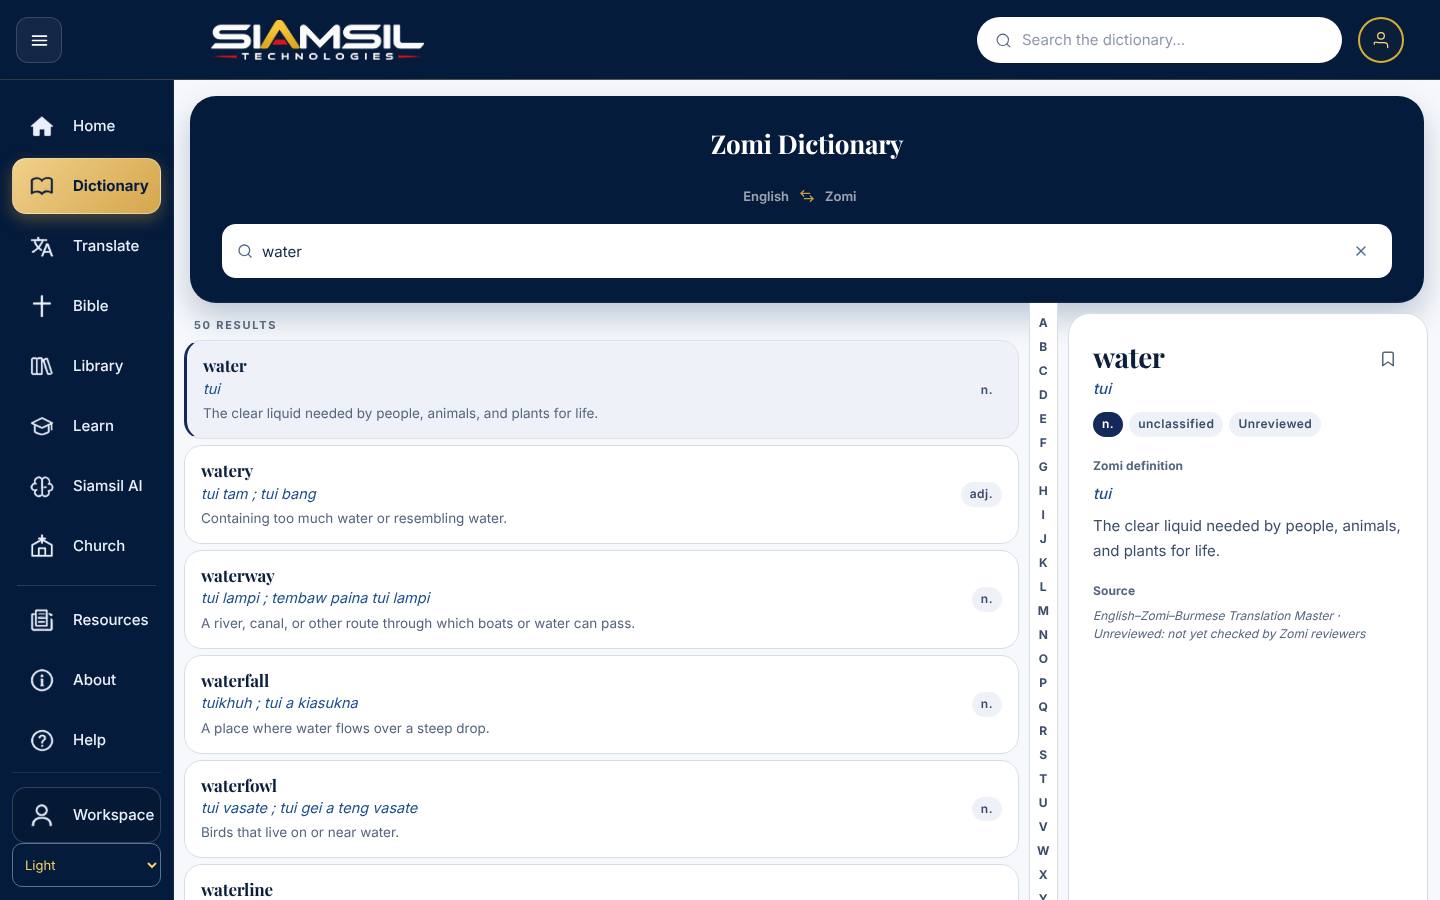 SIAMSIL
TECHNOLOGIES
Search the dictionary...
Home
Dictionary
Translate
Bible
Library
Learn
Siamsil AI
Church
Resources
About
Help
Workspace
Light
Zomi Dictionary
English Zomi
water
50 RESULTS
water
tui
n.
The clear liquid needed by people, animals, and plants for life.
watery
tui tam ; tui bang
adj.
Containing too much water or resembling water.
waterway
tui lampi ; tembaw paina tui lampi
n.
A river, canal, or other route through which boats or water can pass.
waterfall
tuikhuh ; tui a kiasukna
n.
A place where water flows over a steep drop.
waterfowl
tui vasate ; tui gei a teng vasate
n.
Birds that live on or near water.
waterline
A
B
C
D
E
F
G
H
I
J
K
L
M
N
O
P
Q
R
S
T
U
V
W
X
Y
water
tui
n. unclassified Unreviewed
Zomi definition
tui
The clear liquid needed by people, animals,
and plants for life.
Source
English–Zomi–Burmese Translation Master ·
Unreviewed: not yet checked by Zomi reviewers